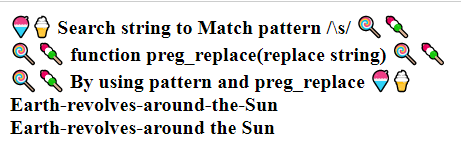 🍧🍦 Search string to Match pattern /\s/ 🍭🍡
🍭🍡 function preg_replace(replace string) 🍭🍡
🍭🍡 By using pattern and preg_replace 🍧🍦
Earth-revolves-around-the-Sun
Earth-revolves-around the Sun